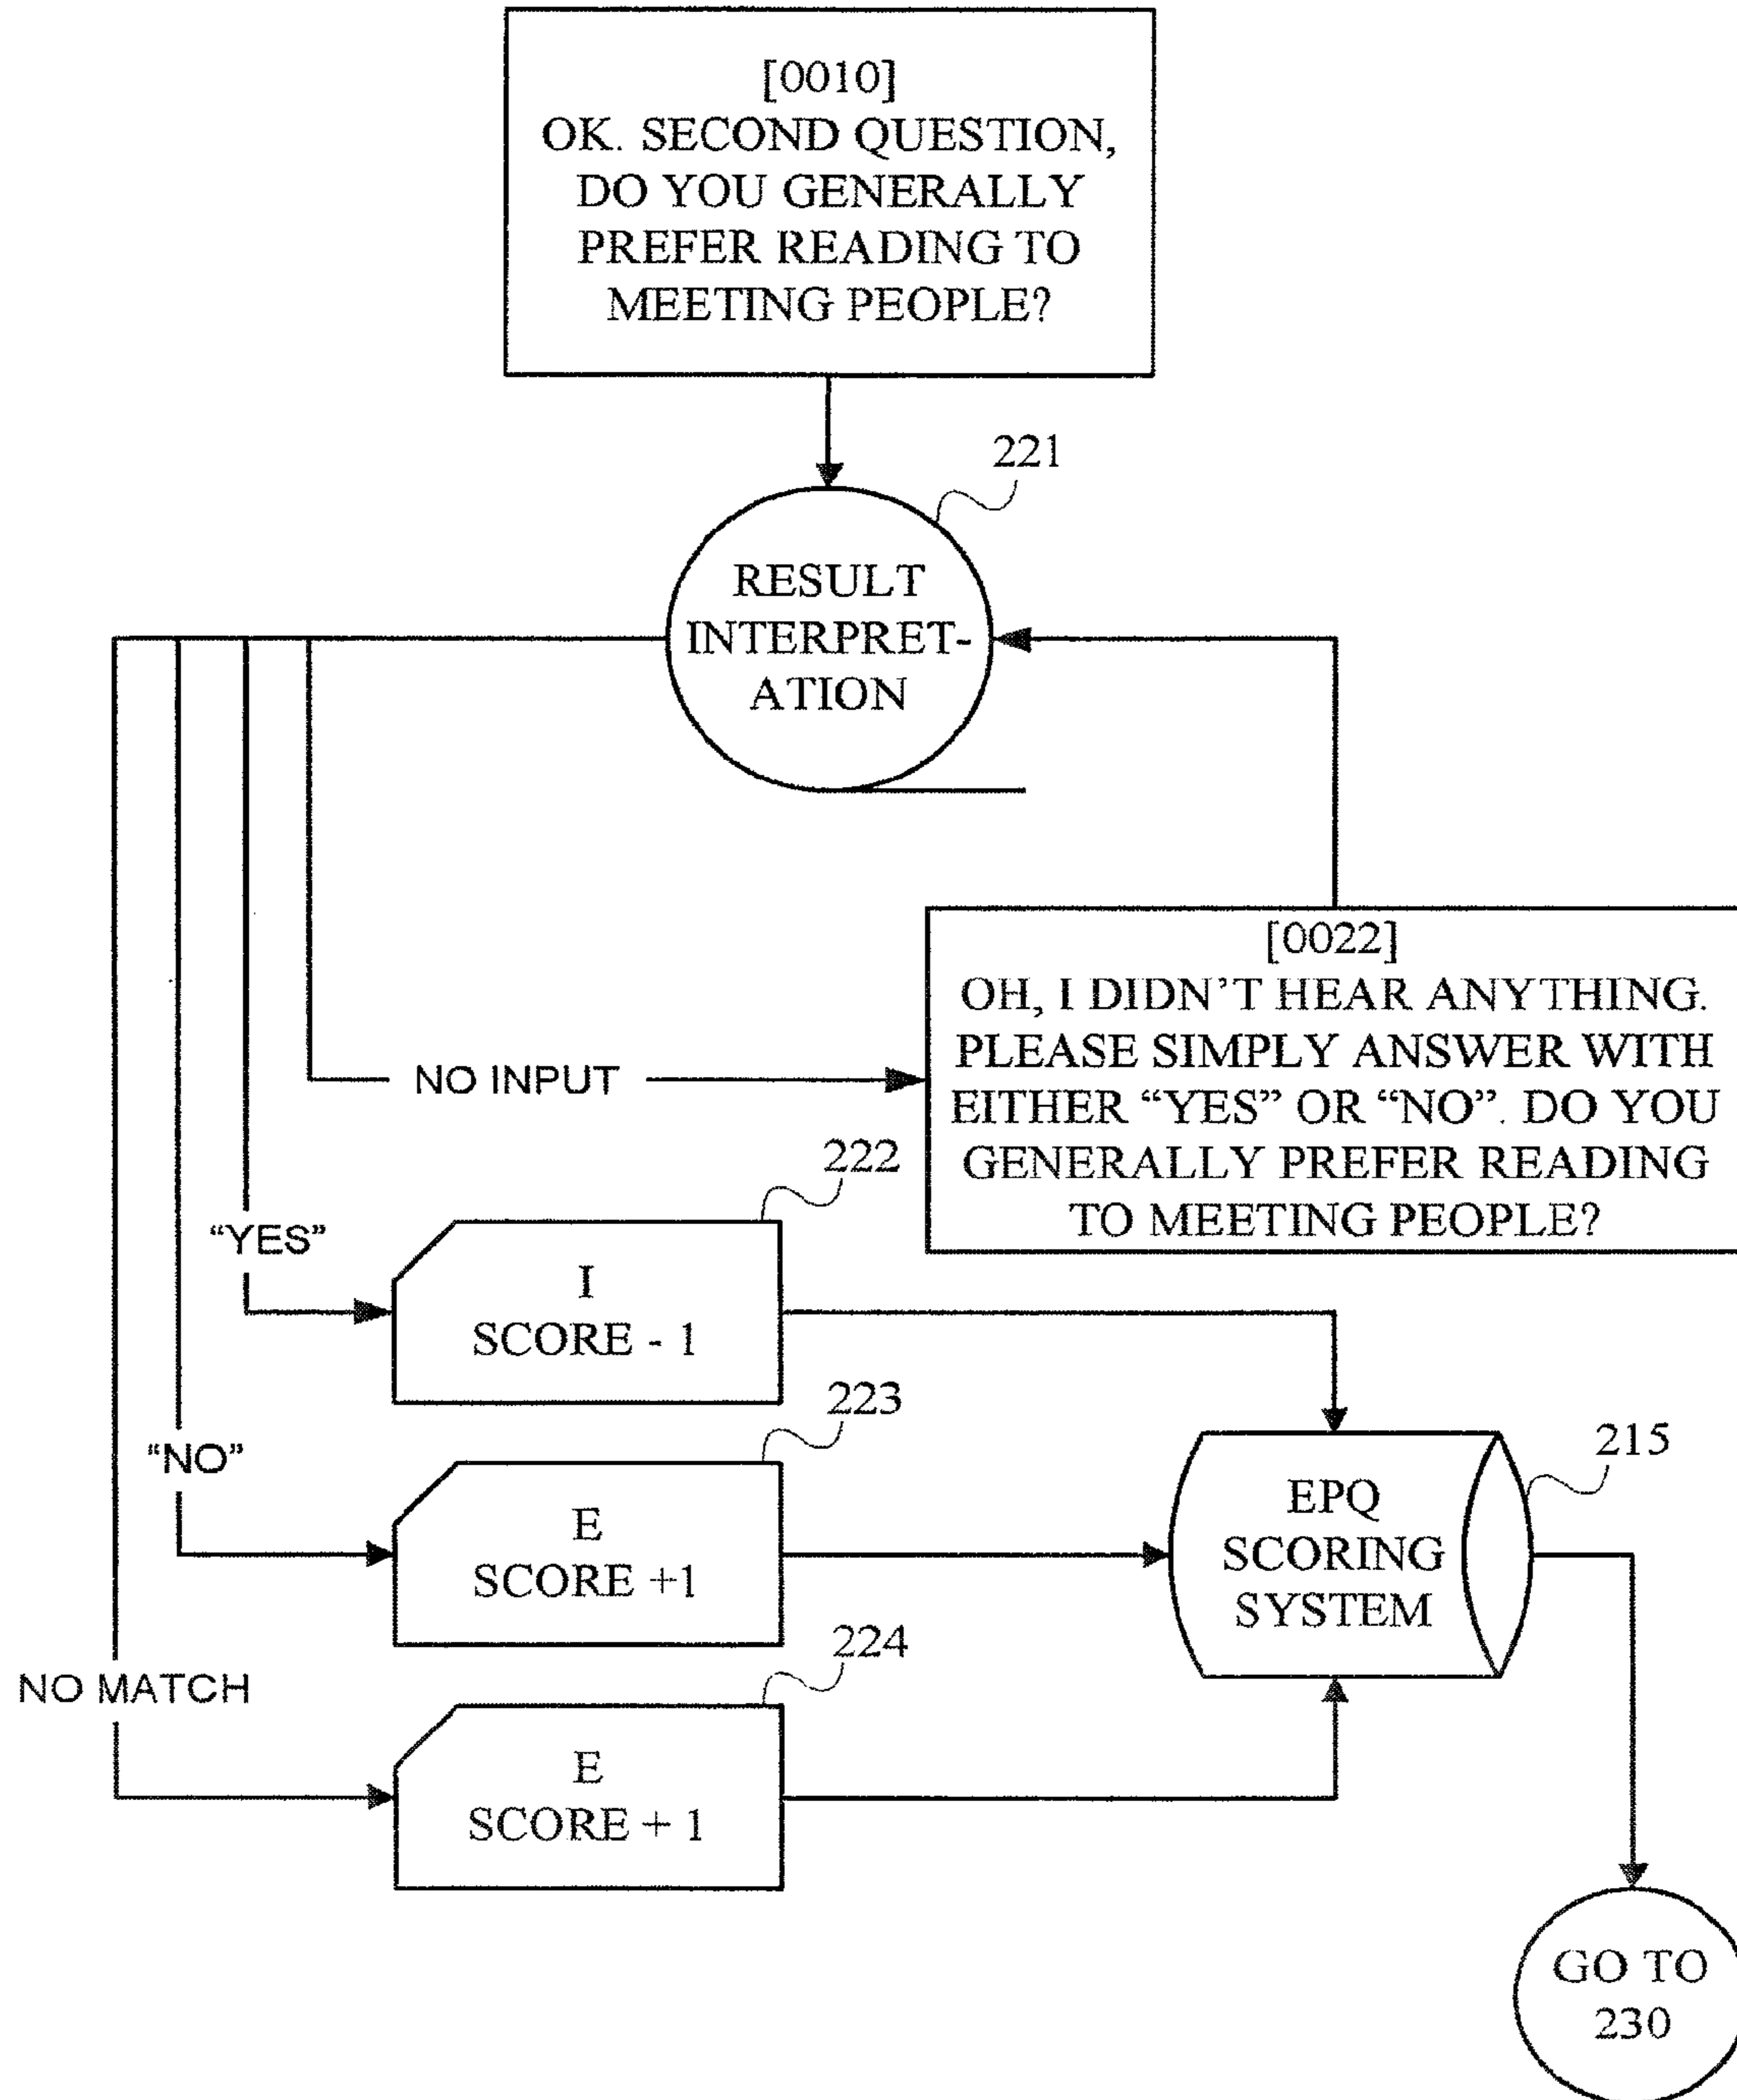 [0010]
OK. SECOND QUESTION,
DO YOU GENERALLY
PREFER READING TO
MEETING PEOPLE?
221
RESULT
INTERPRET-
ATION
[0022]
OH, I DIDN’T HEAR ANYTHING.
PLEASE SIMPLY ANSWER WITH
EITHER “YES” OR “NO”. DO YOU
GENERALLY PREFER READING
TO MEETING PEOPLE?
NO INPUT
222
“YES”
I
SCORE - 1
223
“NO”
E
SCORE +1
215
EPQ
SCORING
SYSTEM
224
NO MATCH
E
SCORE + 1
GO TO
230